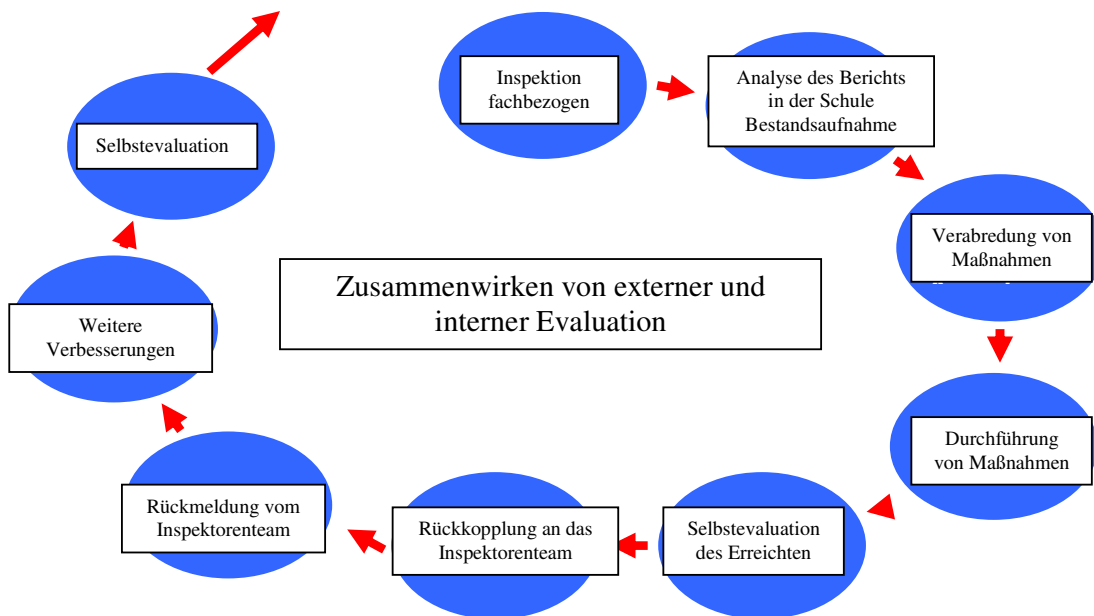 Inspektion
fachbezogen
Analyse des Berichts
in der Schule
Bestandsaufnahme
Verabredung von
Maßnahmen
Durchführung
von Maßnahmen
Selbstevaluation
des Erreichten
Rückkopplung an das
Inspektorenteam
Rückmeldung vom
Inspektorenteam
Weitere
Verbesserungen
Selbstevaluation
Zusammenwirken von externer und
interner Evaluation